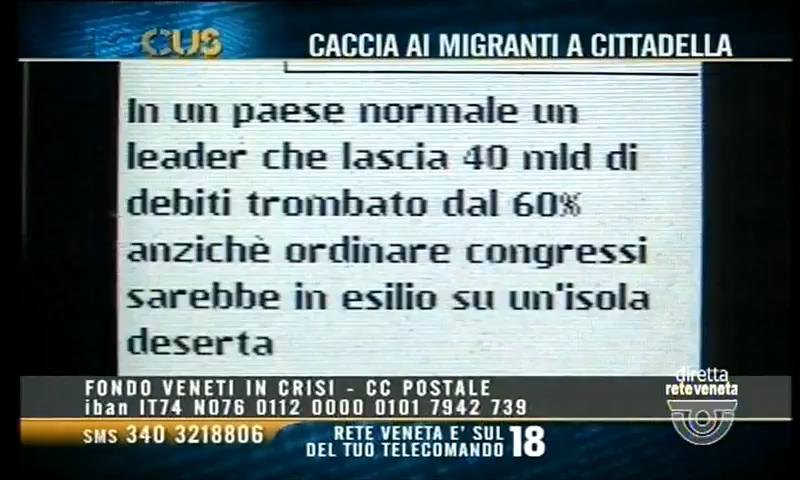 FOCUS
CACCIA AI MIGRANTI A CITTADELLA
In un paese normale un
leader che lascia 40 mld di
debiti trombato dal 60%
anzichè ordinare congressi
sarebbe in esilio su un'isola
deserta
diretta
reteveneta
FONDO VENETI IN CRISI - CC POSTALE
iban IT74 N076 0112 0000 0101 7942 739
SMS 340 3218806
RETE VENETA E' SUL
DEL TUO TELECOMANDO
18